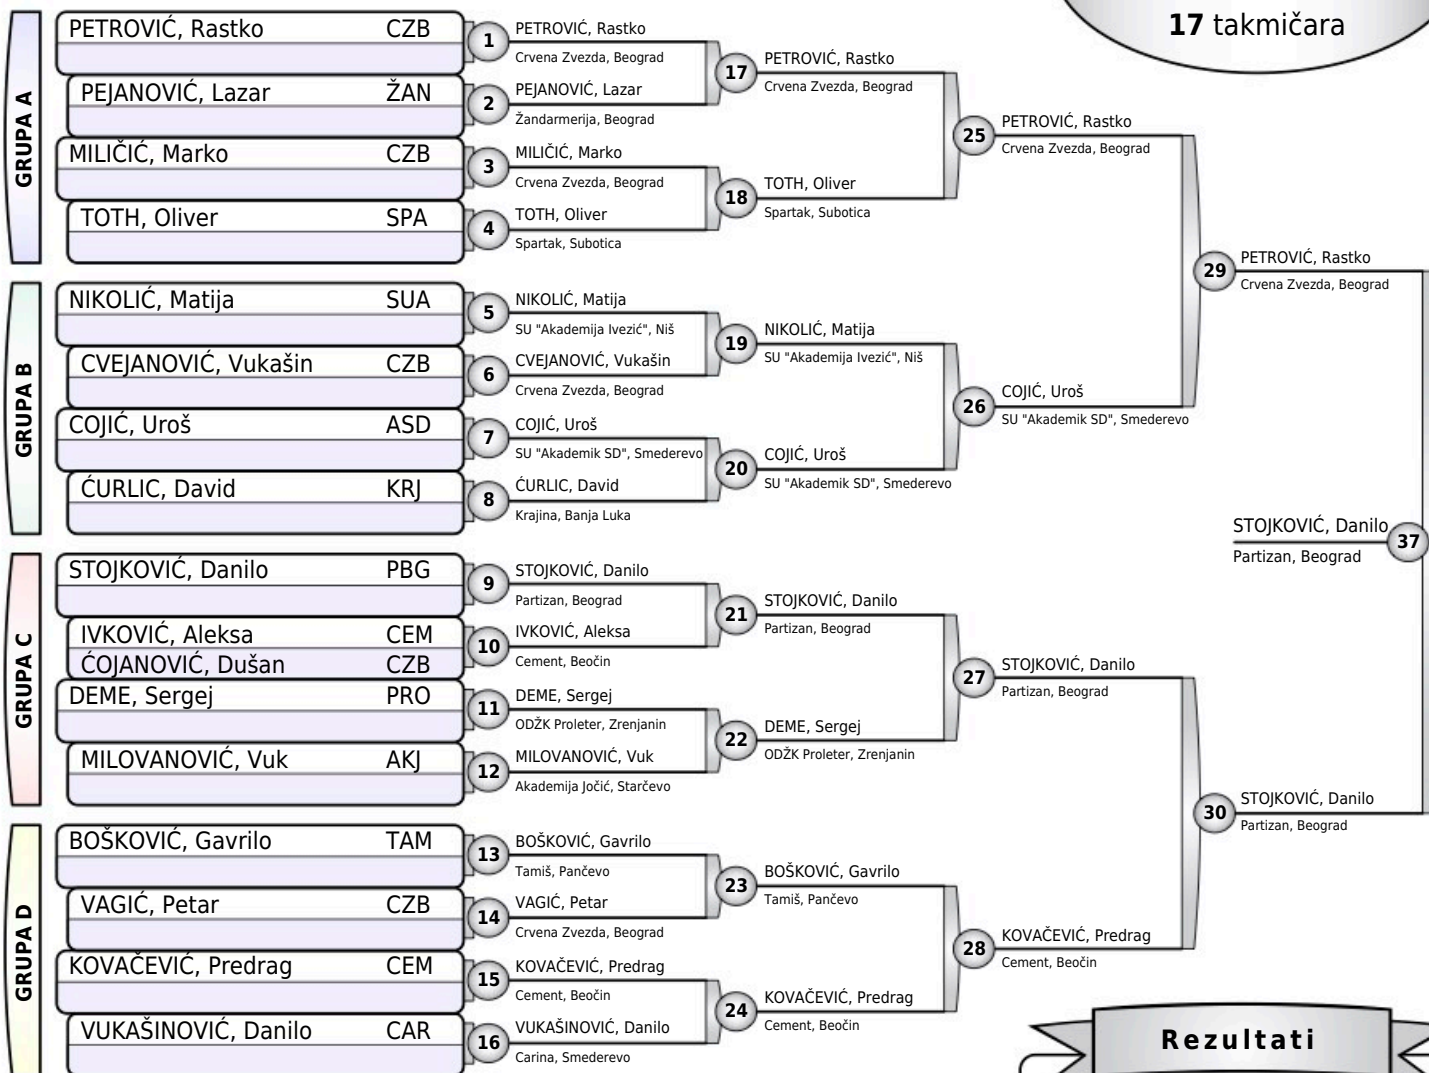 17 takmičara
GRUPA A
PETROVIĆ, Rastko CZB
PEJANOVIĆ, Lazar ŽAN
MILIČIĆ, Marko CZB
TOTH, Oliver SPA
GRUPA B
NIKOLIĆ, Matija SUA
CVEJANOVIĆ, Vukašin CZB
COJIĆ, Uroš ASD
ĆURLIC, David KRJ
GRUPA C
STOJKOVIĆ, Danilo PBG
IVKOVIĆ, Aleksa CEM
ĆOJANOVIĆ, Dušan CZB
DEME, Sergej PRO
MILOVANOVIĆ, Vuk AKJ
GRUPA D
BOŠKOVIĆ, Gavrilo TAM
VAGIĆ, Petar CZB
KOVAČEVIĆ, Predrag CEM
VUKAŠINOVIĆ, Danilo CAR
1 PETROVIĆ, Rastko
Crvena Zvezda, Beograd
2 PEJANOVIĆ, Lazar
Žandarmerija, Beograd
3 MILIČIĆ, Marko
Crvena Zvezda, Beograd
4 TOTH, Oliver
Spartak, Subotica
5 NIKOLIĆ, Matija
SU "Akademija Ivezić", Niš
6 CVEJANOVIĆ, Vukašin
Crvena Zvezda, Beograd
7 COJIĆ, Uroš
SU "Akademik SD", Smederevo
8 ĆURLIC, David
Krajina, Banja Luka
9 STOJKOVIĆ, Danilo
Partizan, Beograd
10 IVKOVIĆ, Aleksa
Cement, Beočin
11 DEME, Sergej
ODŽK Proleter, Zrenjanin
12 MILOVANOVIĆ, Vuk
Akademija Jočić, Starčevo
13 BOŠKOVIĆ, Gavrilo
Tamiš, Pančevo
14 VAGIĆ, Petar
Crvena Zvezda, Beograd
15 KOVAČEVIĆ, Predrag
Cement, Beočin
16 VUKAŠINOVIĆ, Danilo
Carina, Smederevo
17 PETROVIĆ, Rastko
Crvena Zvezda, Beograd
18 TOTH, Oliver
Spartak, Subotica
19 NIKOLIĆ, Matija
SU "Akademija Ivezić", Niš
20 COJIĆ, Uroš
SU "Akademik SD", Smederevo
21 STOJKOVIĆ, Danilo
Partizan, Beograd
22 DEME, Sergej
ODŽK Proleter, Zrenjanin
23 BOŠKOVIĆ, Gavrilo
Tamiš, Pančevo
24 KOVAČEVIĆ, Predrag
Cement, Beočin
25 PETROVIĆ, Rastko
Crvena Zvezda, Beograd
26 COJIĆ, Uroš
SU "Akademik SD", Smederevo
27 STOJKOVIĆ, Danilo
Partizan, Beograd
28 KOVAČEVIĆ, Predrag
Cement, Beočin
29 PETROVIĆ, Rastko
Crvena Zvezda, Beograd
30 STOJKOVIĆ, Danilo
Partizan, Beograd
STOJKOVIĆ, Danilo 37
Partizan, Beograd
Rezultati